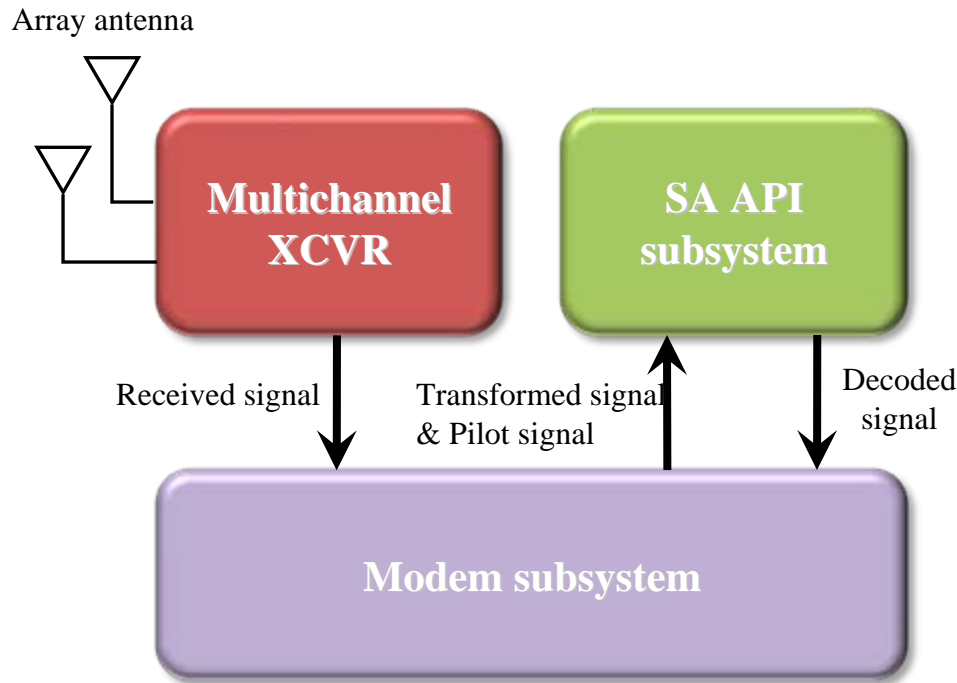 Array antenna
Multichannel
XCVR
SA API
subsystem
Received signal
Transformed signal
& Pilot signal
Decoded
signal
Modem subsystem